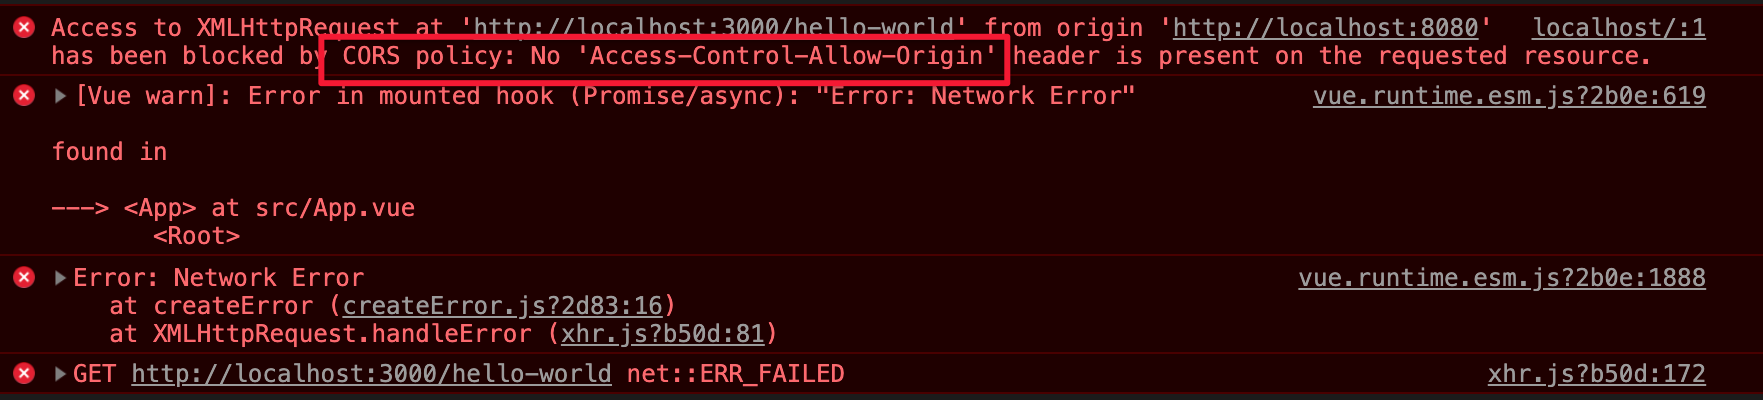 Access to XMLHttpRequest at 'http://localhost:3000/hello-world' from origin 'http://localhost:8080' localhost/:1
has been blocked by CORS policy: No 'Access-Control-Allow-Origin' header is present on the requested resource.
[Vue warn]: Error in mounted hook (Promise/async): "Error: Network Error" vue.runtime.esm.js?2b0e:619
found in
---> <App> at src/App.vue
<Root>
Error: Network Error vue.runtime.esm.js?2b0e:1888
at createError (createError.js?2d83:16)
at XMLHttpRequest.handleError (xhr.js?b50d:81)
GET http://localhost:3000/hello-world net::ERR_FAILED xhr.js?b50d:172